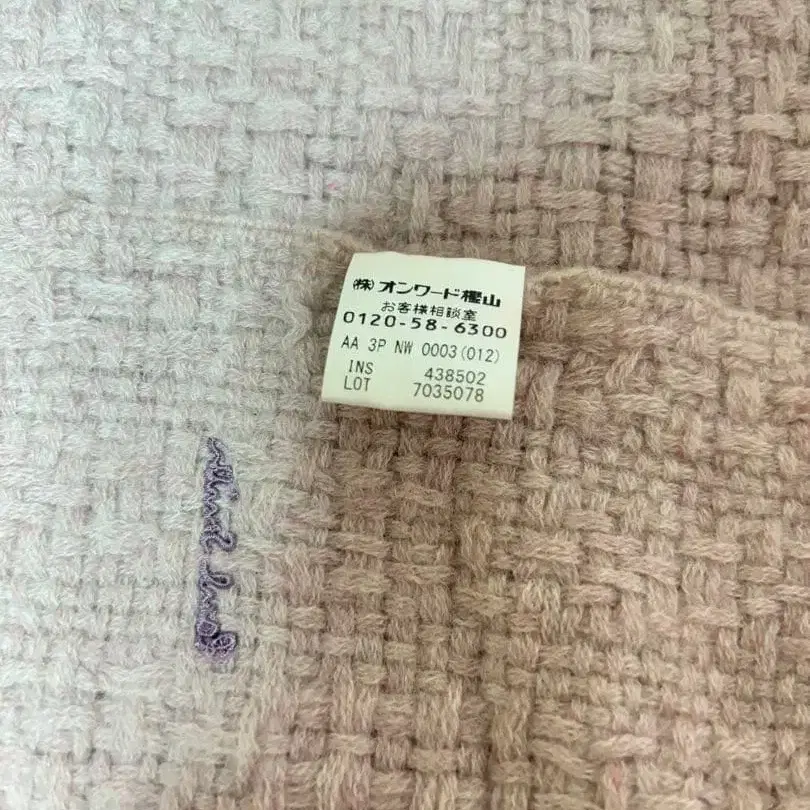 (株)オンワード樫山
お客様相談室
0120-58-6300
AA 3P NW 0003(012)
INS 438502
LOT 7035078